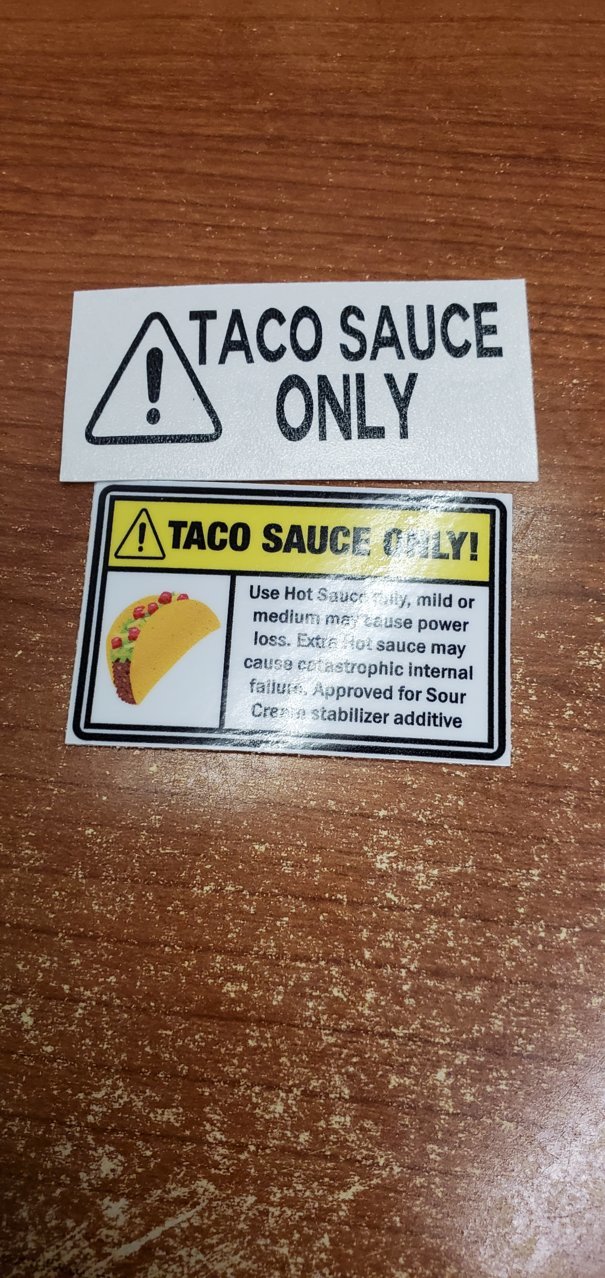 TACO SAUCE
ONLY
TACO SAUCE ONLY!
Use Hot Sauce only, mild or
medium may cause power
loss. Extra Hot sauce may
cause catastrophic internal
failure. Approved for Sour
Cream stabilizer additive